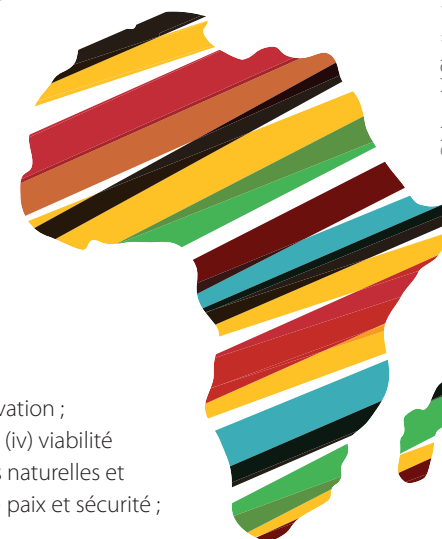 vation ;
(iv) viabilité
s naturelles et
paix et sécurité ;